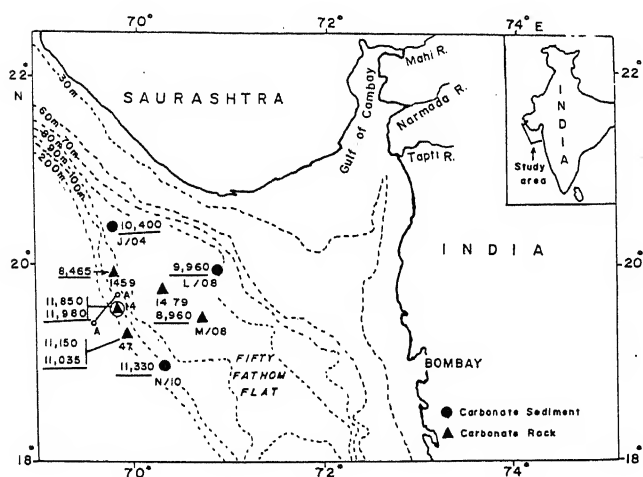 70° 72° 74° E
22°
N
30m
60m 70m
80m
90m 100m
200m
SAURASHTRA
Gulf of Cambay
Mahi R.
Narmada R.
Tapti R.
INDIA
Study area
22°
10,400
J/04
8,465
1459
9,960
L/08
20°
INDIA
20°
11,850
11,980
14
A'
A
14 79
8,960
M/08
11,150
11,035
47
11,330
N/10
FIFTY
FATHOM
FLAT
BOMBAY
● Carbonate Sediment
▲ Carbonate Rock
18°
18°
70° 72° 74°